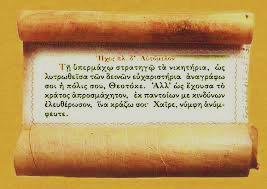 Ἦχος πλ. δ' Αὐτόμελον
Τῇ ὑπερμάχῳ στρατηγῷ τὰ νικητήρια, ὡς
λυτρωθεῖσα τῶν δεινῶν εὐχαριστήρια ἀναγράφω
σοι ἡ πόλις σου, Θεοτόκε. Ἀλλ' ὡς ἔχουσα τὸ
κράτος ἀπροσμάχητον, ἐκ παντοίων με κινδύνων
ἐλευθέρωσον, ἵνα κράζω σοι· Χαῖρε, νύμφη ἀνύμ-
φευτε.